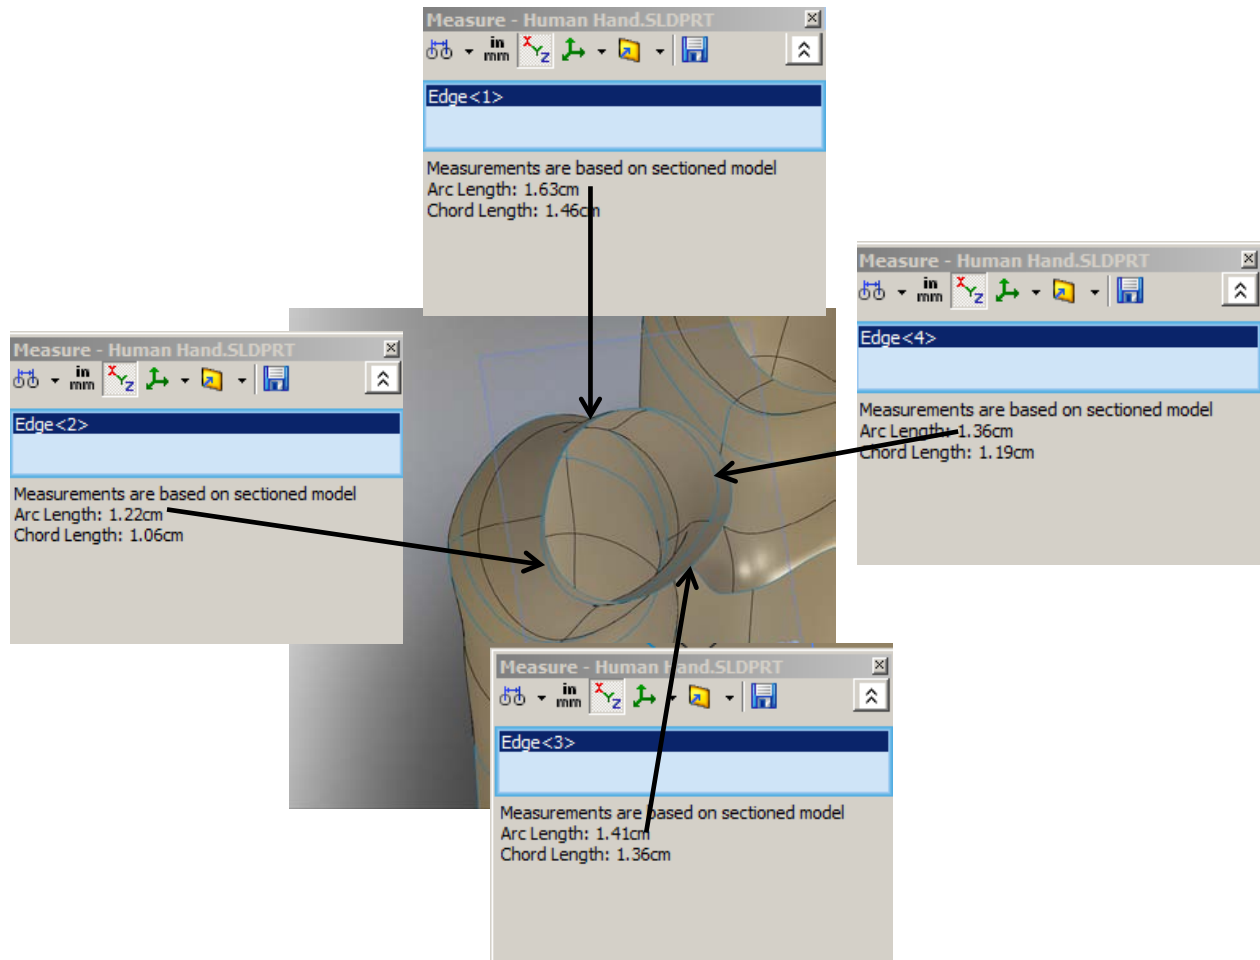 Measure - Human Hand.SLDPRT
in
mm
X
Y
Z
Edge<1>
Measurements are based on sectioned model
Arc Length: 1.63cm
Chord Length: 1.46cm
Measure - Human Hand.SLDPRT
in
mm
X
Y
Z
Edge<4>
Measurements are based on sectioned model
Arc Length: 1.36cm
Chord Length: 1.19cm
Measure - Human Hand.SLDPRT
in
mm
X
Y
Z
Edge<2>
Measurements are based on sectioned model
Arc Length: 1.22cm
Chord Length: 1.06cm
Measure - Human Hand.SLDPRT
in
mm
X
Y
Z
Edge<3>
Measurements are based on sectioned model
Arc Length: 1.41cm
Chord Length: 1.36cm